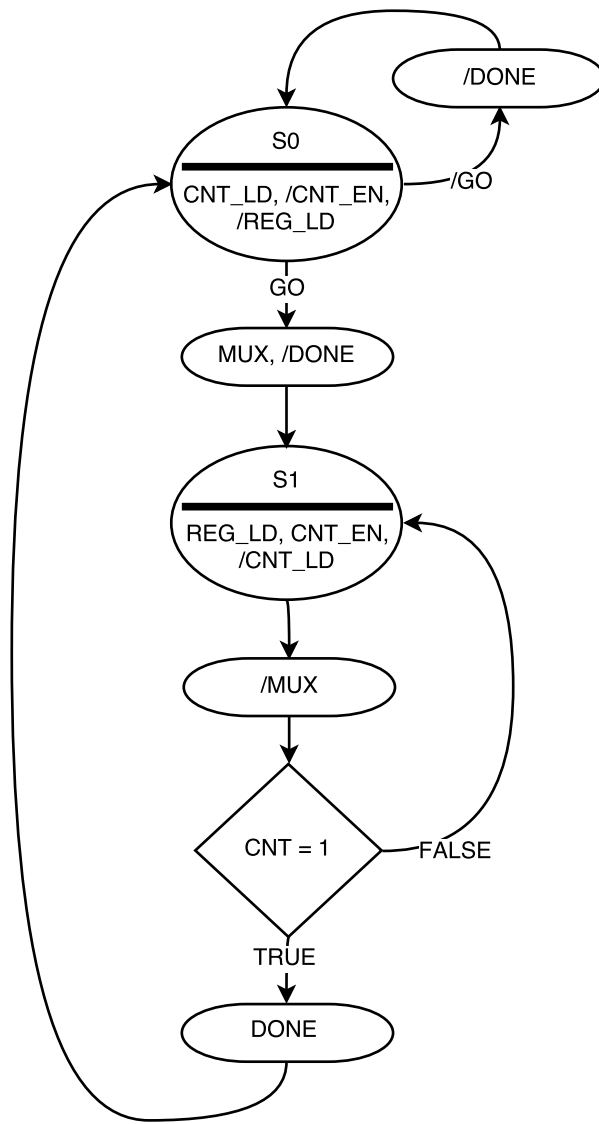 /DONE
S0
CNT_LD, /CNT_EN,
/REG_LD
/GO
GO
MUX, /DONE
S1
REG_LD, CNT_EN,
/CNT_LD
/MUX
CNT = 1
FALSE
TRUE
DONE